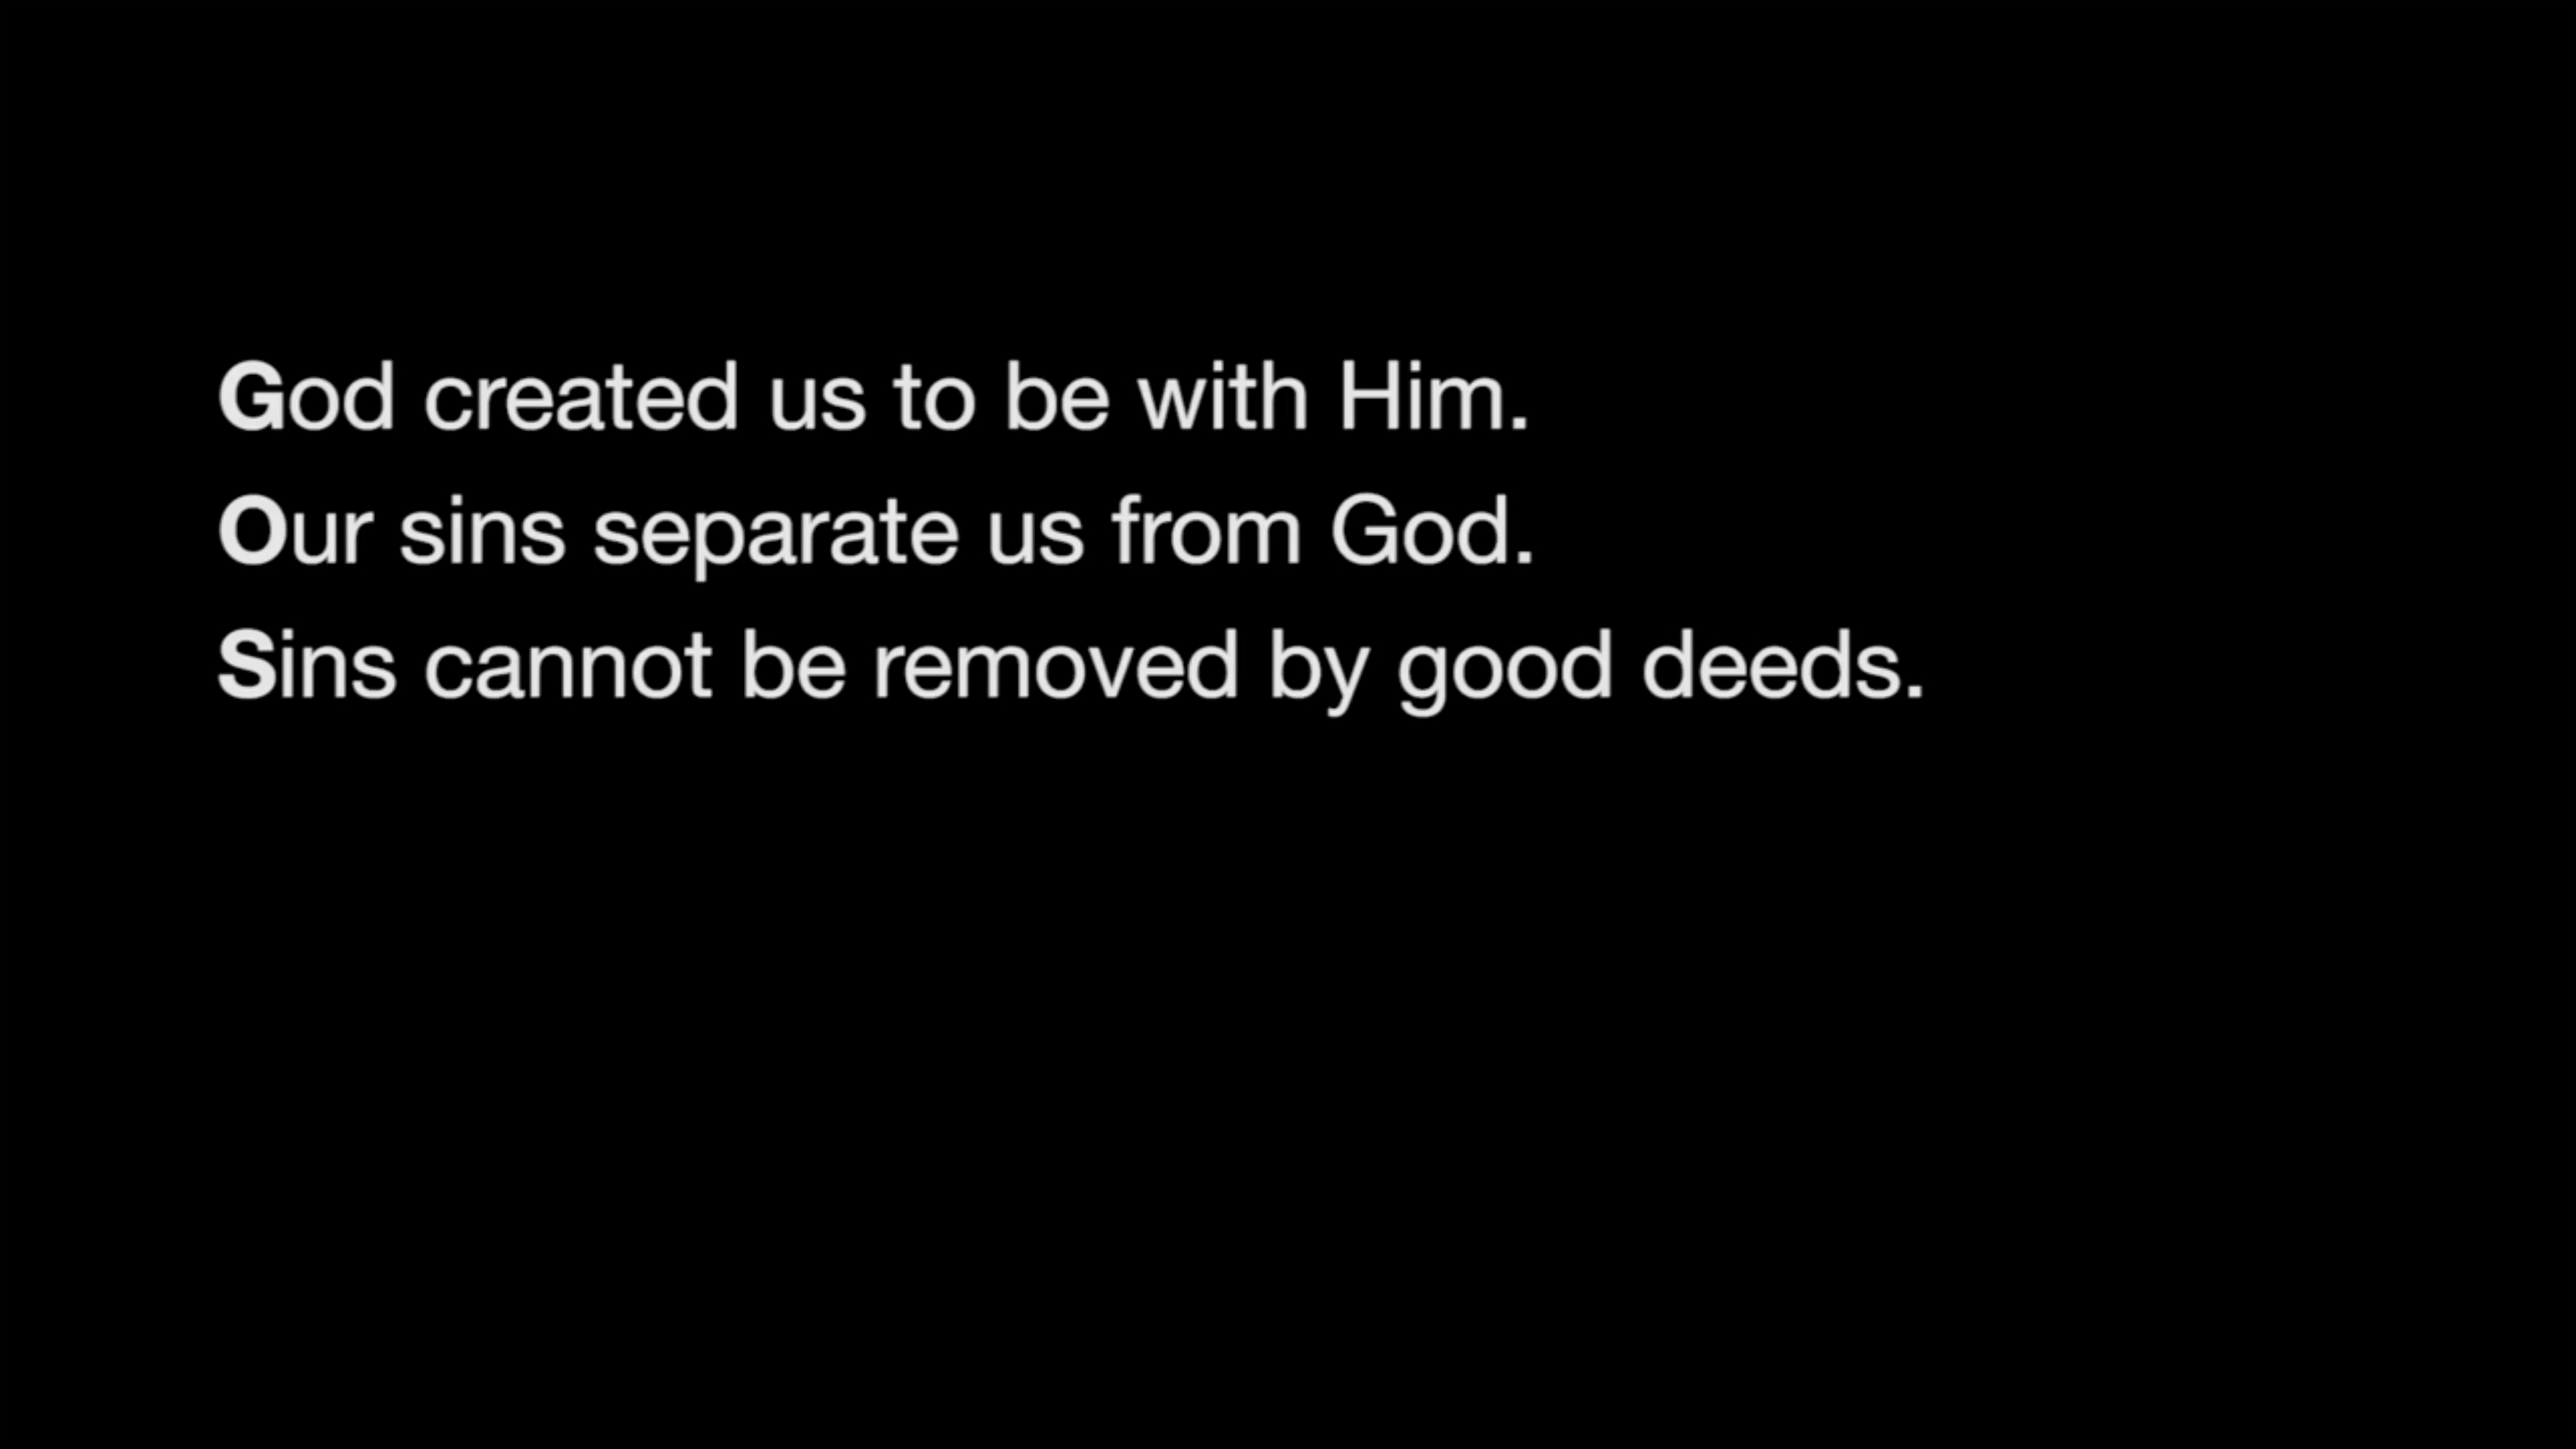 God created us to be with Him.
Our sins separate us from God.
Sins cannot be removed by good deeds.